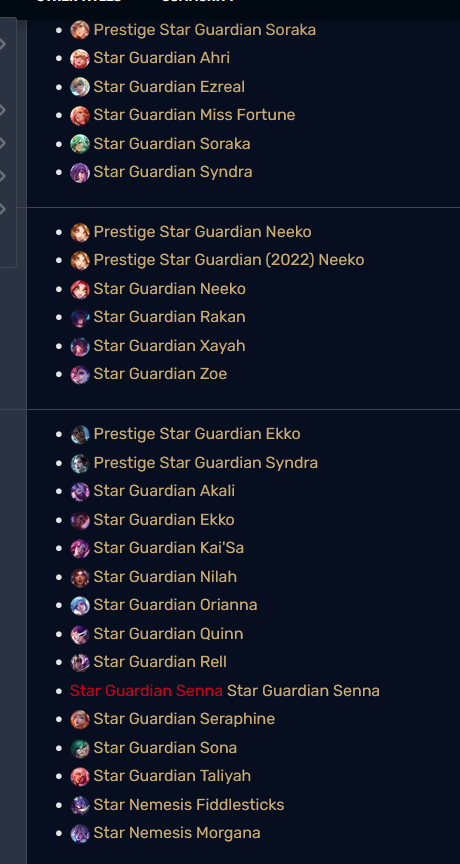 Prestige Star Guardian Soraka
Star Guardian Ahri
Star Guardian Ezreal
Star Guardian Miss Fortune
Star Guardian Soraka
Star Guardian Syndra
Prestige Star Guardian Neeko
Prestige Star Guardian (2022) Neeko
Star Guardian Neeko
Star Guardian Rakan
Star Guardian Xayah
Star Guardian Zoe
Prestige Star Guardian Ekko
Prestige Star Guardian Syndra
Star Guardian Akali
Star Guardian Ekko
Star Guardian Kai'Sa
Star Guardian Nilah
Star Guardian Orianna
Star Guardian Quinn
Star Guardian Rell
Star Guardian Senna Star Guardian Senna
Star Guardian Seraphine
Star Guardian Sona
Star Guardian Taliyah
Star Nemesis Fiddlesticks
Star Nemesis Morgana